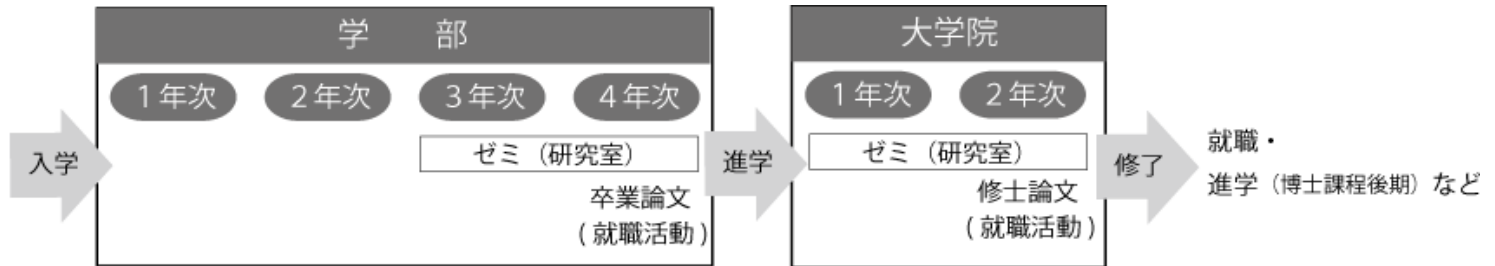 入学
学 部
1年次 2年次 3年次 4年次
ゼミ（研究室）
卒業論文
(就職活動)
進学
大学院
1年次 2年次
ゼミ（研究室）
修士論文
(就職活動)
修了
就職・
進学（博士課程後期）など